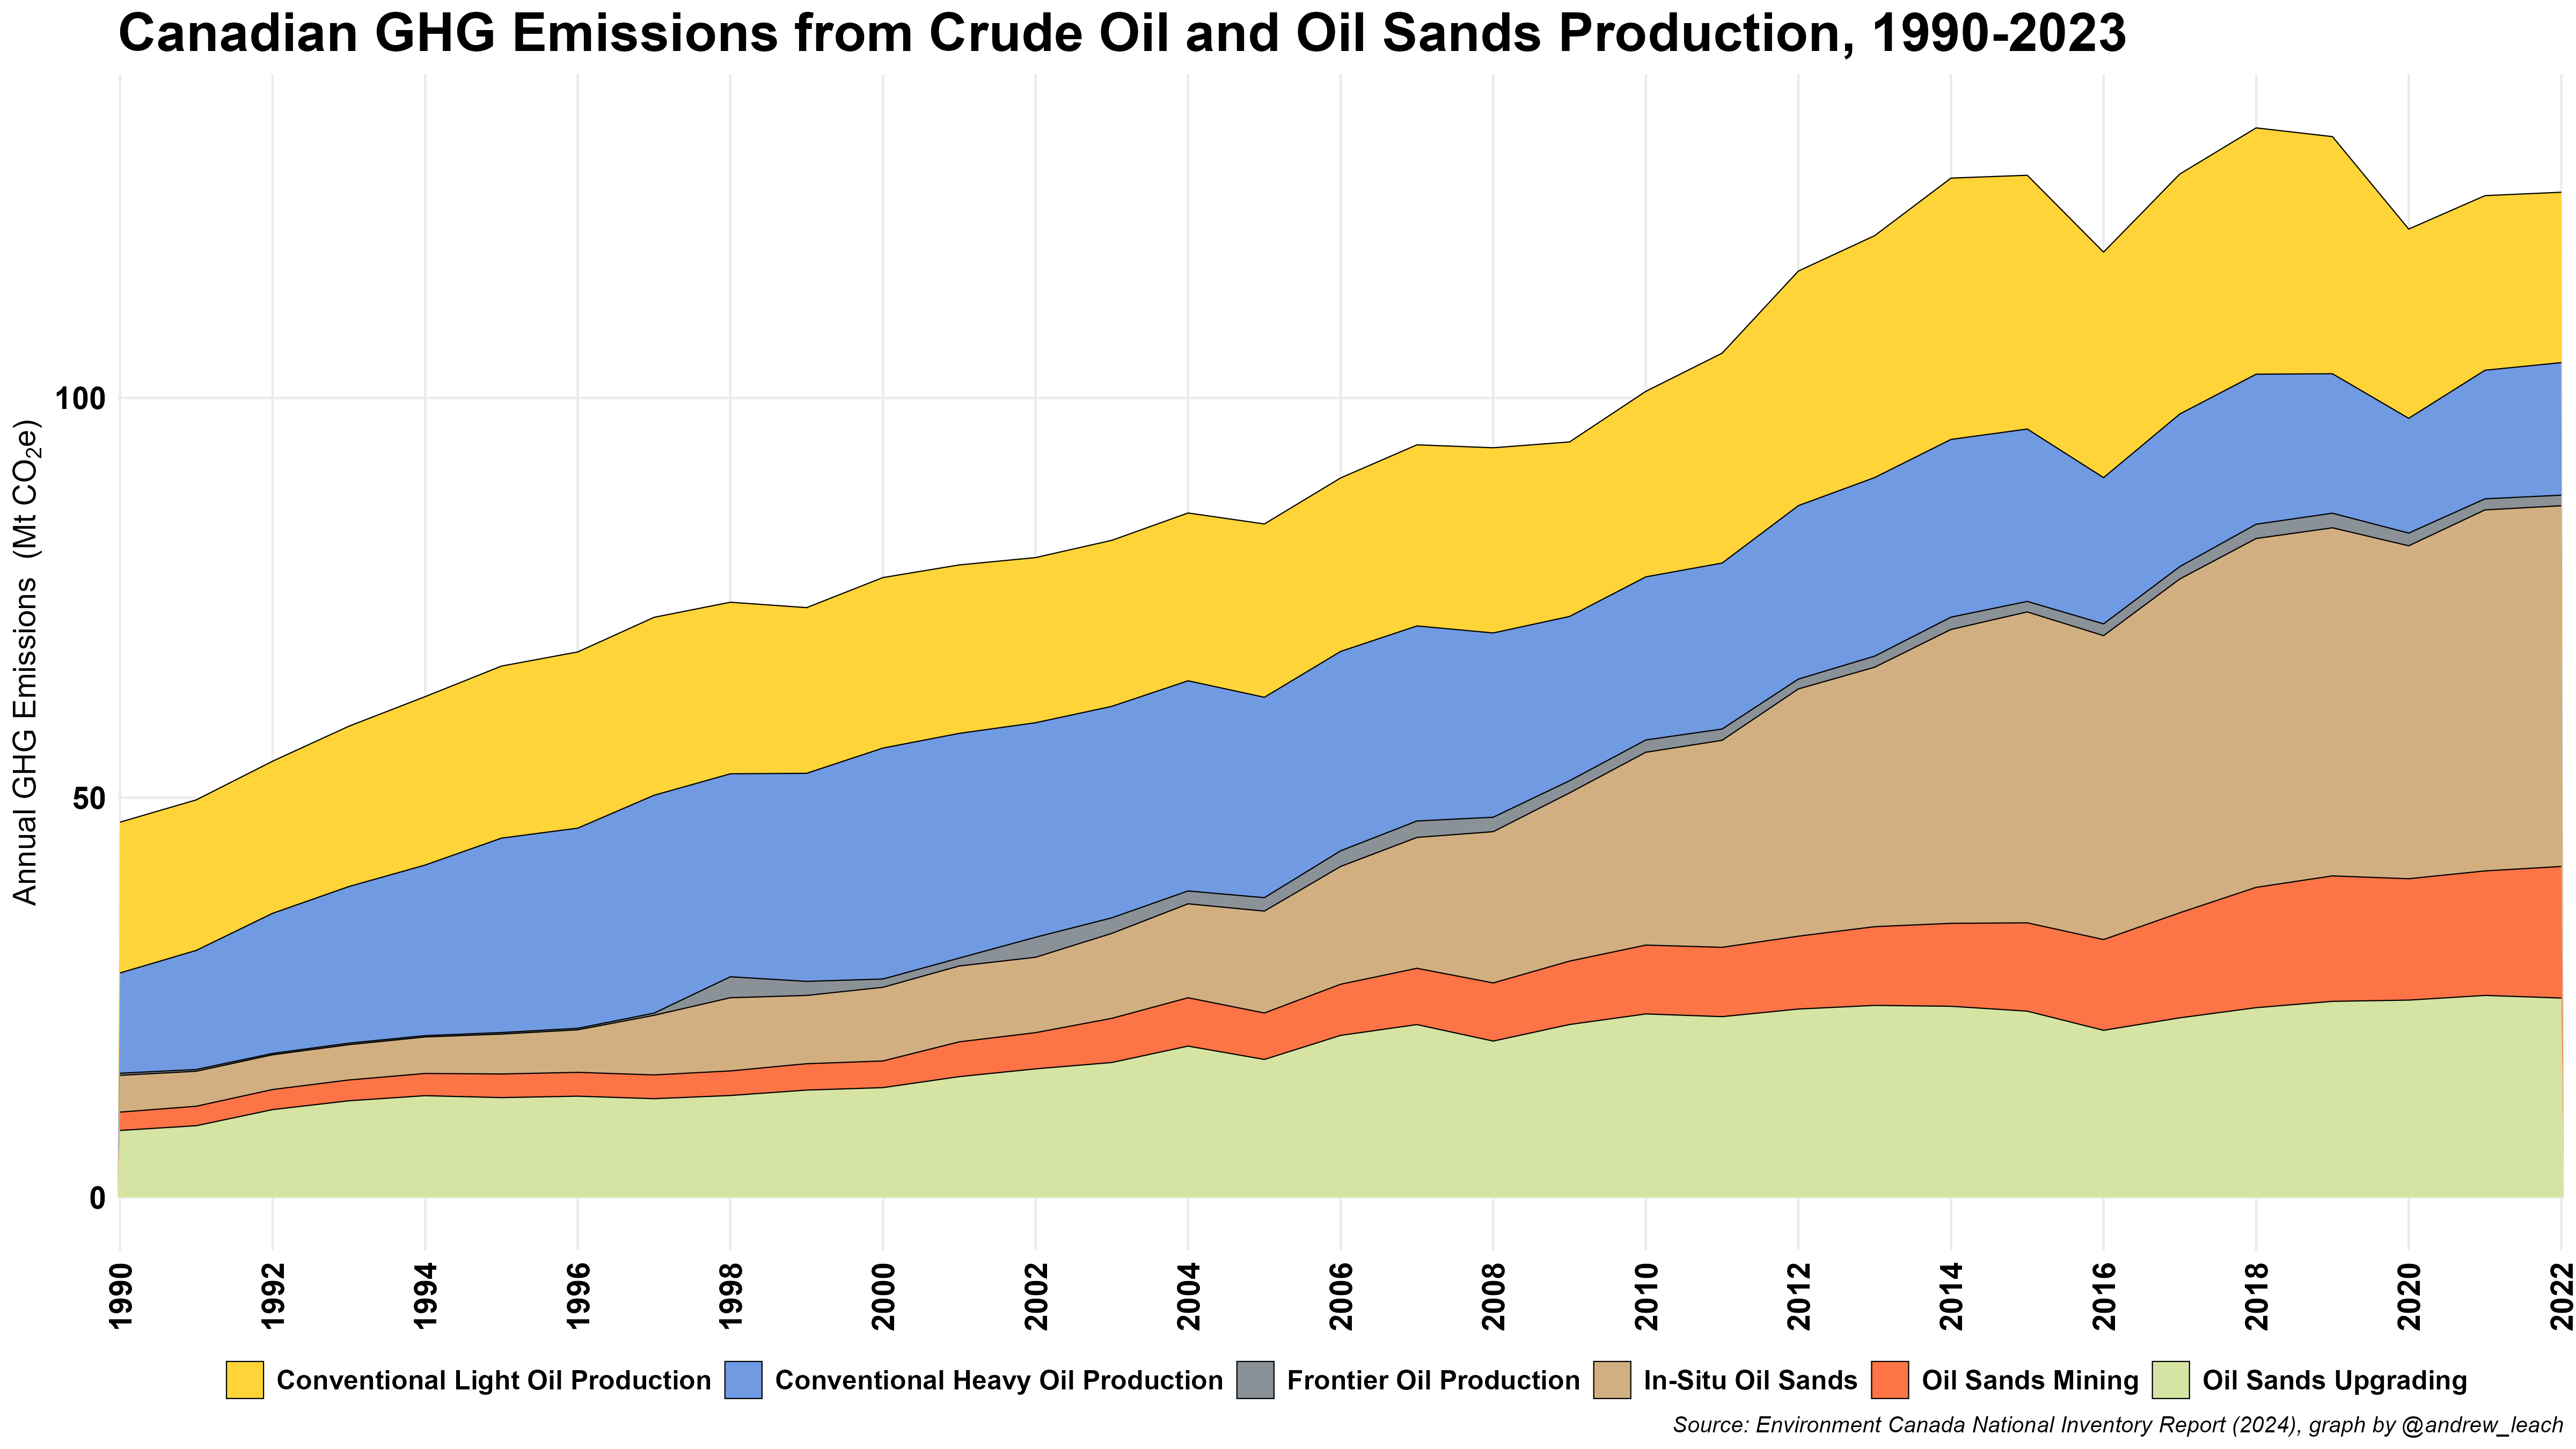 Canadian GHG Emissions from Crude Oil and Oil Sands Production, 1990-2023
Annual GHG Emissions (Mt CO₂e)
100
50
0
1990
1992
1994
1996
1998
2000
2002
2004
2006
2008
2010
2012
2014
2016
2018
2020
2022
Conventional Light Oil Production
Conventional Heavy Oil Production
Frontier Oil Production
In-Situ Oil Sands
Oil Sands Mining
Oil Sands Upgrading
Source: Environment Canada National Inventory Report (2024), graph by @andrew_leach